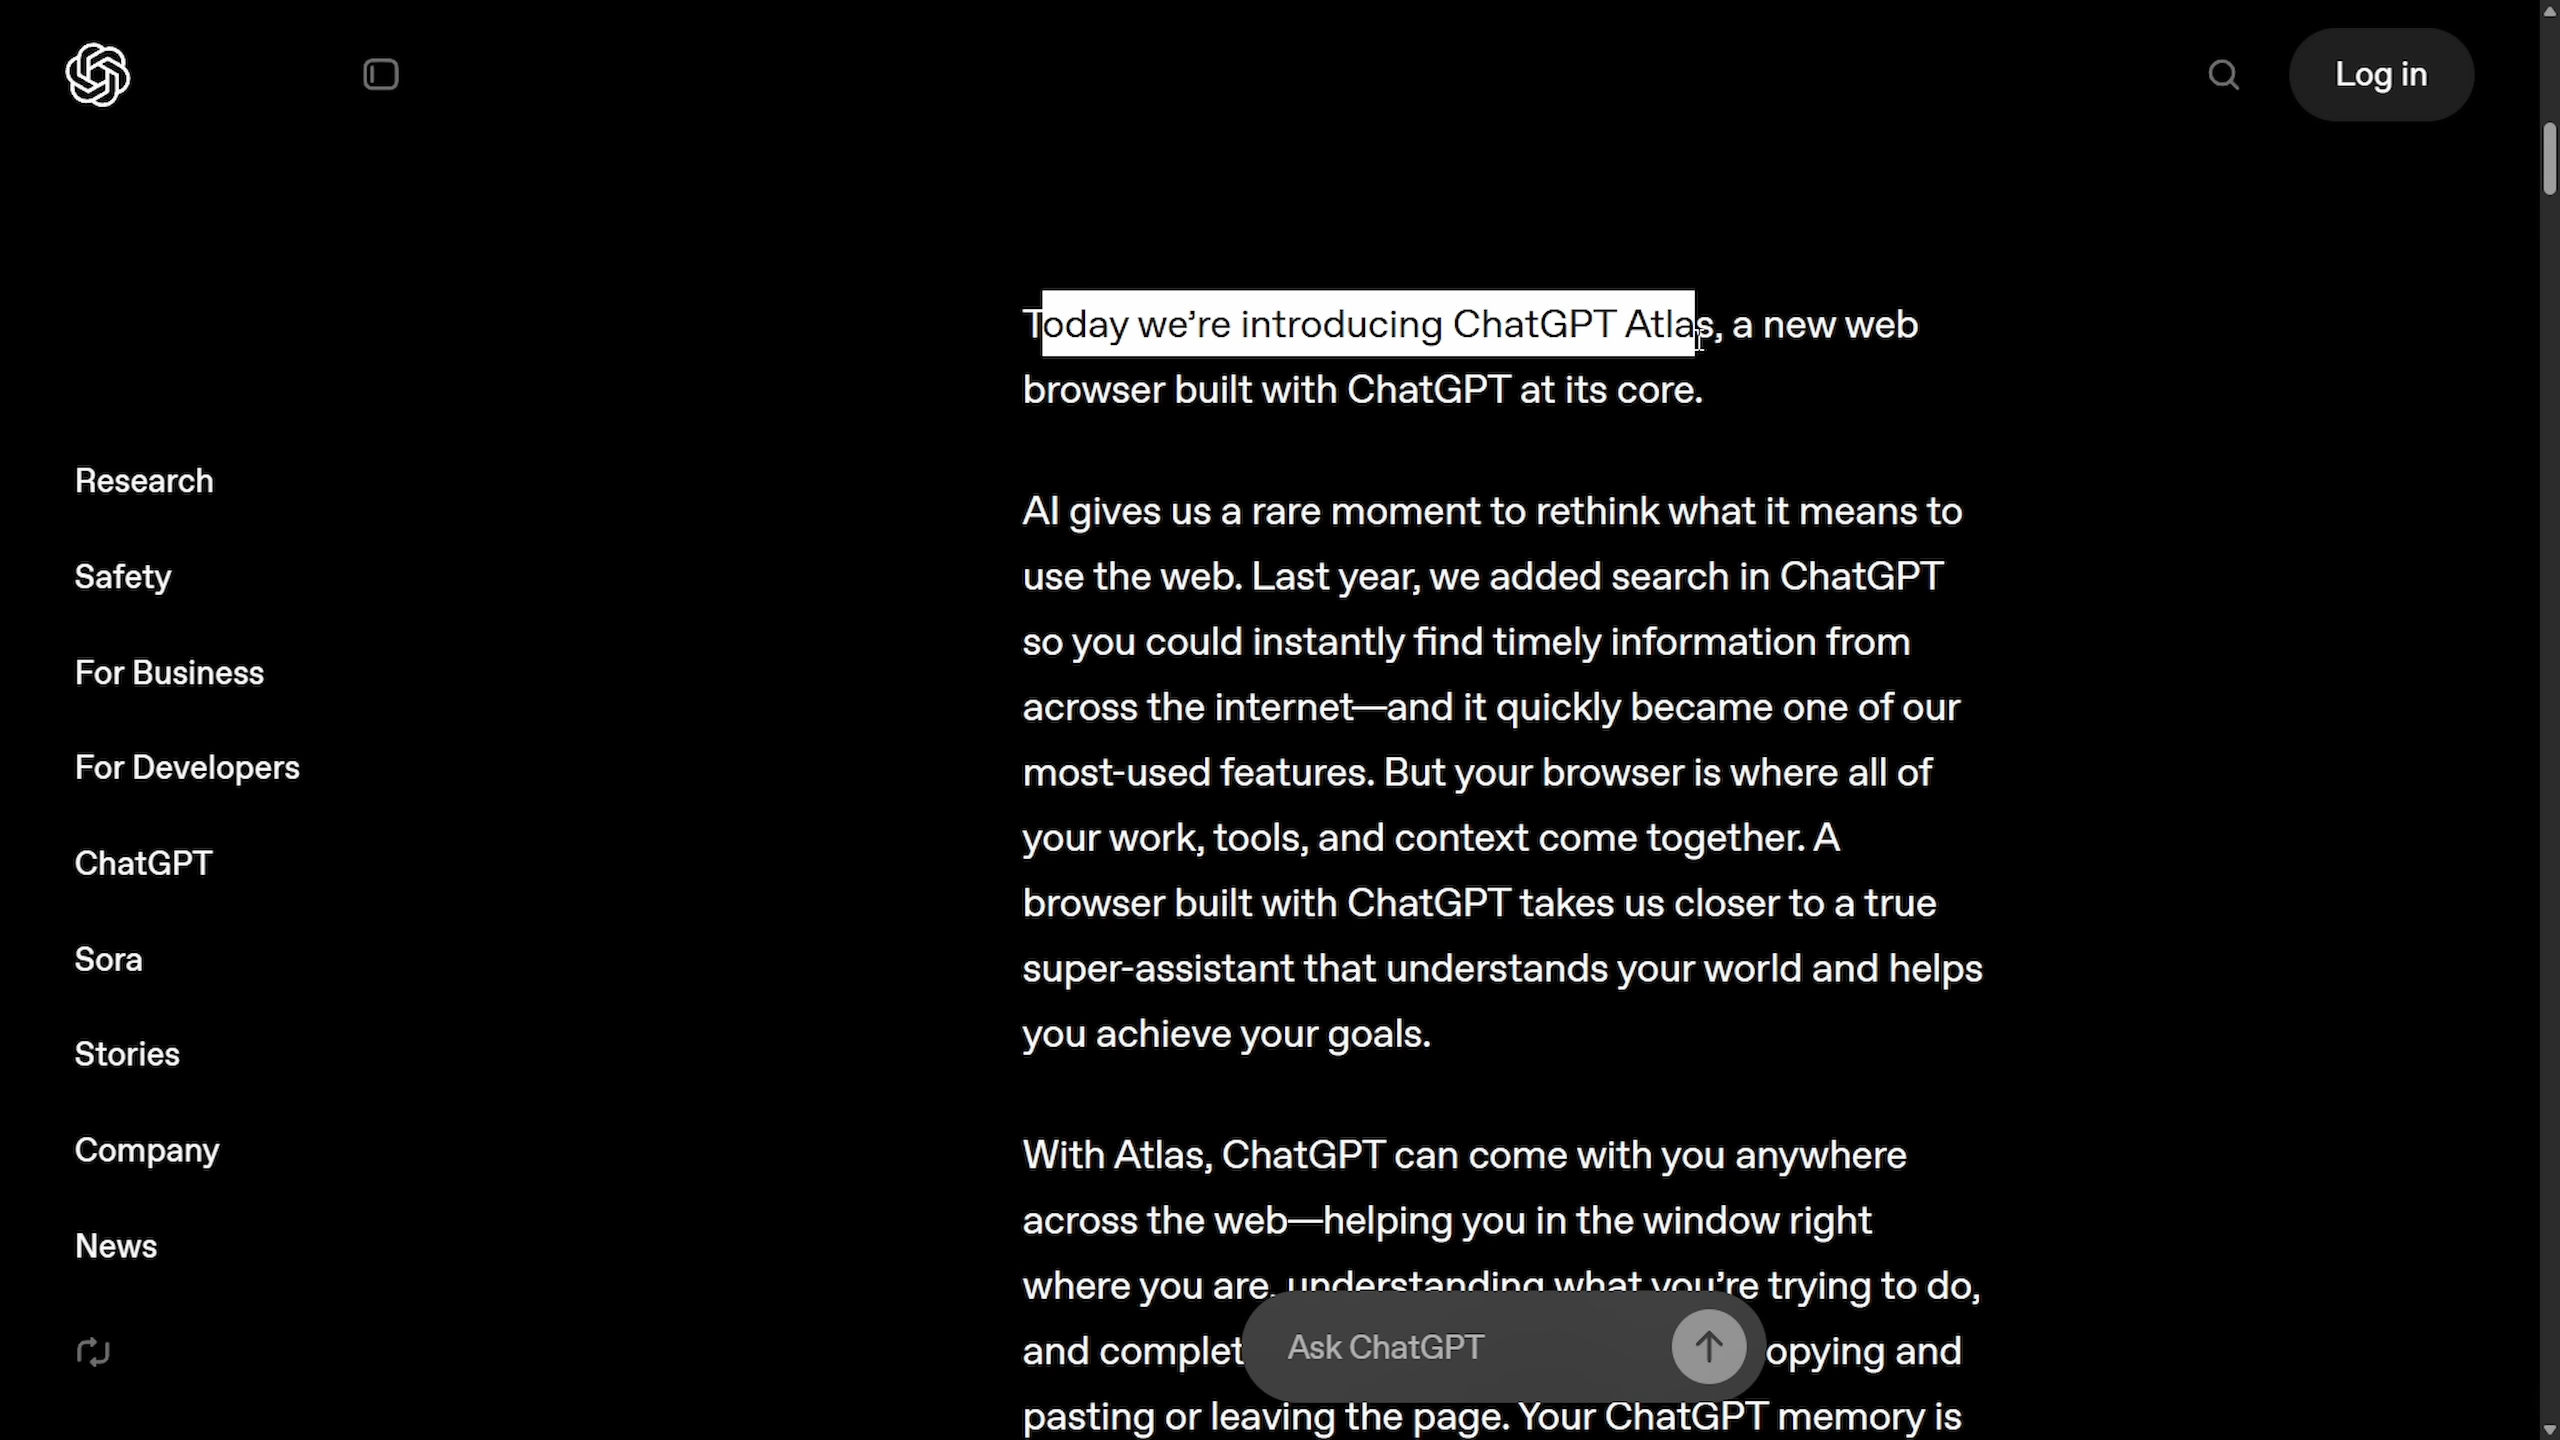 Log in
Research
Safety
For Business
For Developers
ChatGPT
Sora
Stories
Company
News
Today we’re introducing ChatGPT Atlas, a new web
browser built with ChatGPT at its core.
AI gives us a rare moment to rethink what it means to
use the web. Last year, we added search in ChatGPT
so you could instantly find timely information from
across the internet—and it quickly became one of our
most-used features. But your browser is where all of
your work, tools, and context come together. A
browser built with ChatGPT takes us closer to a true
super-assistant that understands your world and helps
you achieve your goals.
With Atlas, ChatGPT can come with you anywhere
across the web—helping you in the window right
where you are, understanding what you’re trying to do,
and complet opying and
pasting or leaving the page. Your ChatGPT memory is
Ask ChatGPT